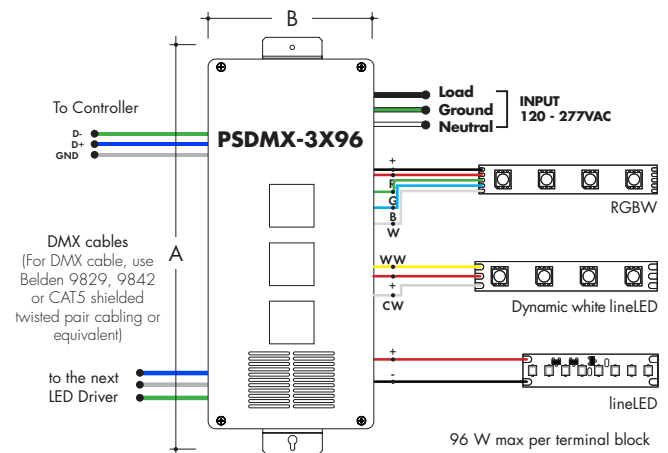 B
Load
Ground
Neutral
INPUT
120 - 277VAC
To Controller
D-
D+
GND
PSDMX-3X96
+
R
G
B
W
RGBW
DMX cables
(For DMX cable, use
Belden 9829, 9842
or CAT5 shielded
twisted pair cabling or
equivalent)
A
WW
+
CW
Dynamic white lineLED
to the next
LED Driver
+
-
lineLED
96 W max per terminal block